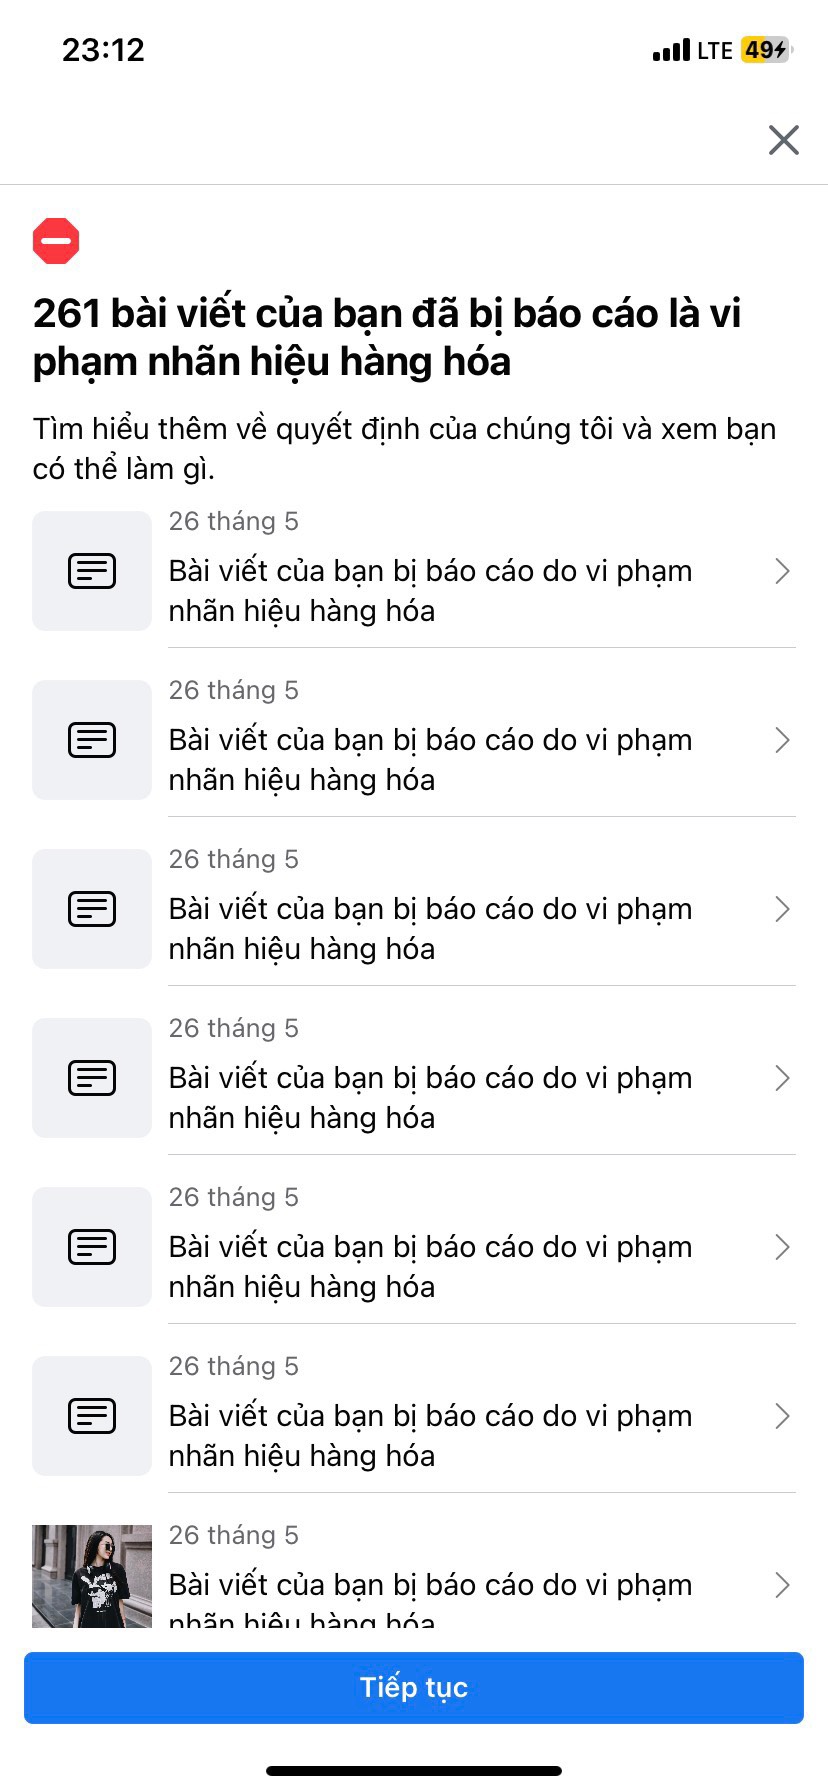 23:12
LTE 49
261 bài viết của bạn đã bị báo cáo là vi
phạm nhãn hiệu hàng hóa
Tìm hiểu thêm về quyết định của chúng tôi và xem bạn
có thể làm gì.
26 tháng 5
Bài viết của bạn bị báo cáo do vi phạm
nhãn hiệu hàng hóa
26 tháng 5
Bài viết của bạn bị báo cáo do vi phạm
nhãn hiệu hàng hóa
26 tháng 5
Bài viết của bạn bị báo cáo do vi phạm
nhãn hiệu hàng hóa
26 tháng 5
Bài viết của bạn bị báo cáo do vi phạm
nhãn hiệu hàng hóa
26 tháng 5
Bài viết của bạn bị báo cáo do vi phạm
nhãn hiệu hàng hóa
26 tháng 5
Bài viết của bạn bị báo cáo do vi phạm
nhãn hiệu hàng hóa
26 tháng 5
Bài viết của bạn bị báo cáo do vi phạm
nhãn hiệu hàng hóa
Tiếp tục